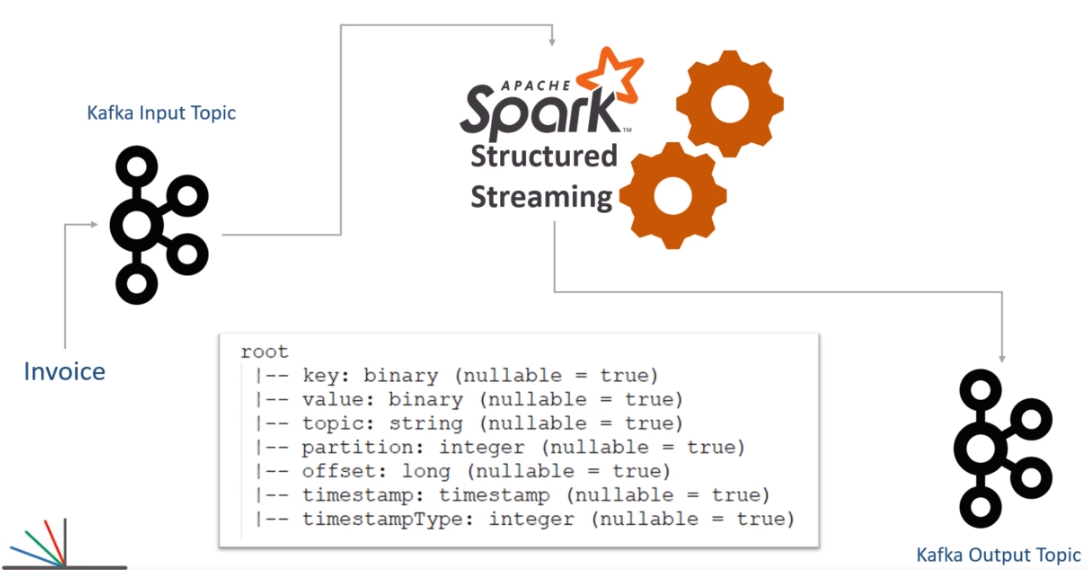 Kafka Input Topic
APACHE
Spark™
Structured
Streaming
Invoice
root
|-- key: binary (nullable = true)
|-- value: binary (nullable = true)
|-- topic: string (nullable = true)
|-- partition: integer (nullable = true)
|-- offset: long (nullable = true)
|-- timestamp: timestamp (nullable = true)
|-- timestampType: integer (nullable = true)
Kafka Output Topic